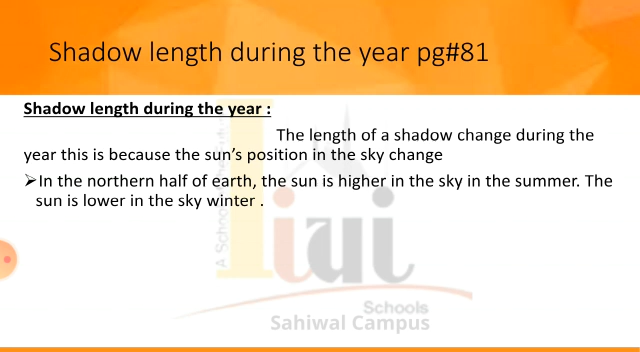 Shadow length during the year pg#81
Shadow length during the year :
The length of a shadow change during the
year this is because the sun's position in the sky change
➢In the northern half of earth, the sun is higher in the sky in the summer. The
sun is lower in the sky winter .
iiui
Schools
Sahiwal Campus